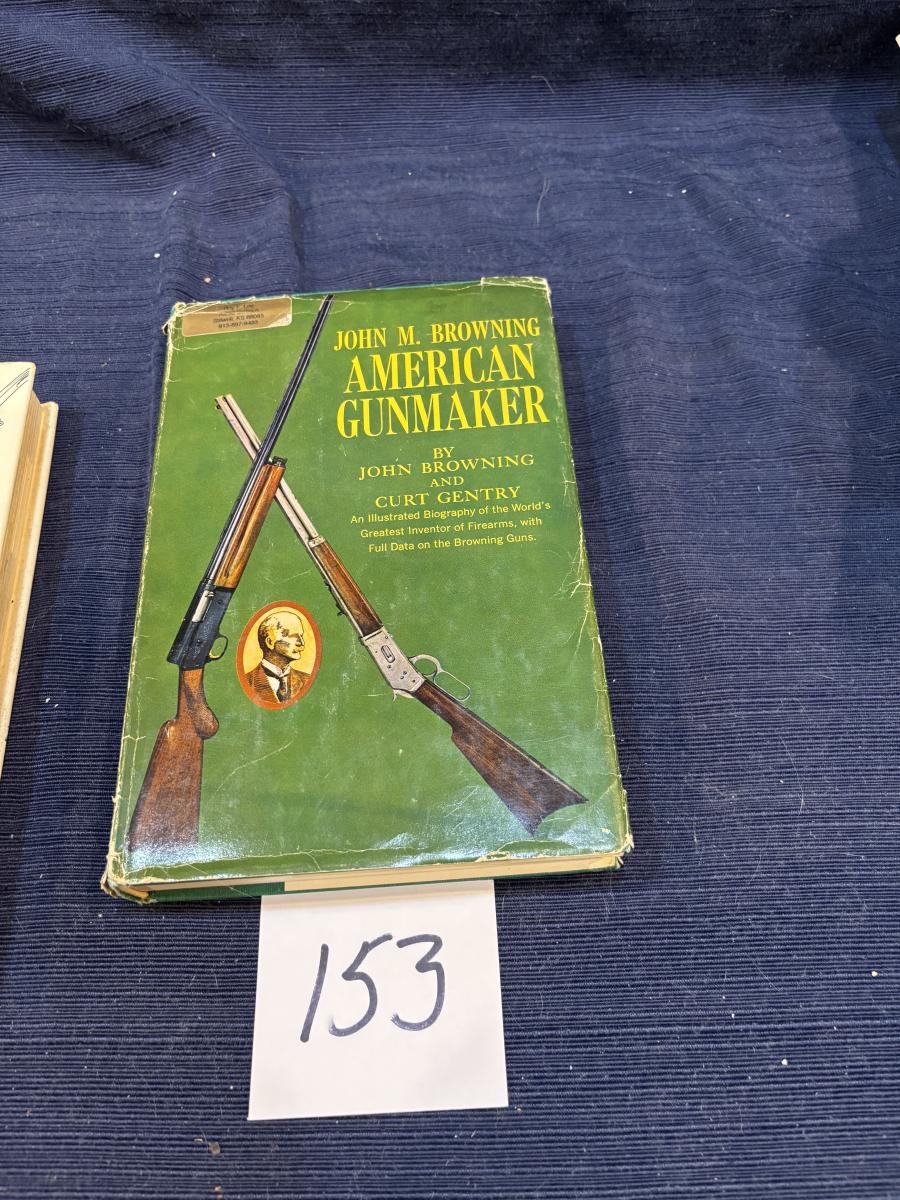 JOHN M. BROWNING
AMERICAN
GUNMAKER
BY
JOHN BROWNING
AND
CURT GENTRY
An Illustrated Biography of the World's
Greatest Inventor of Firearms, with
Full Data on the Browning Guns.
153